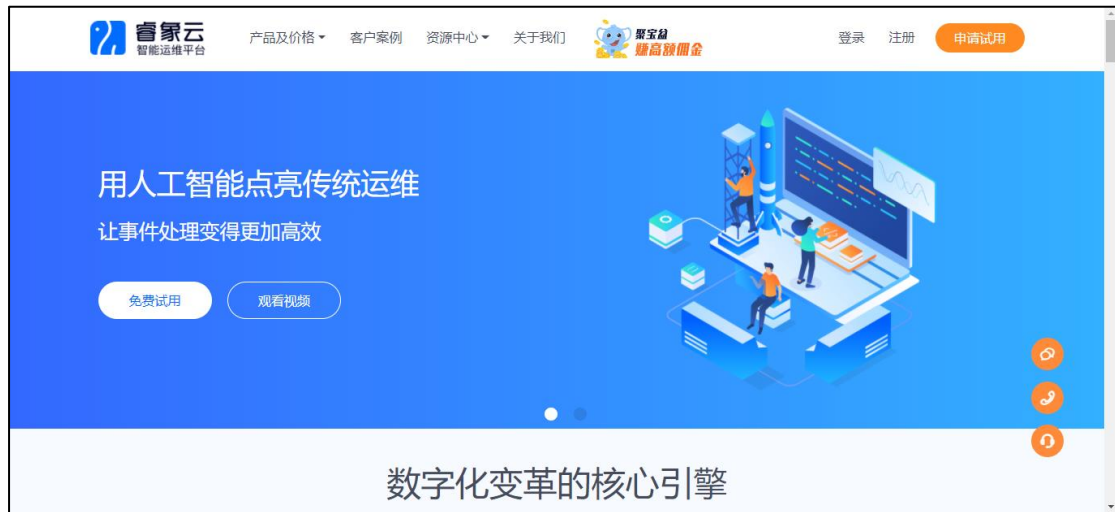 睿象云
智能运维平台
产品及价格 客户案例 资源中心 关于我们
聚宝盆
赚高额佣金
登录 注册 申请试用
用人工智能点亮传统运维
让事件处理变得更加高效
免费试用 观看视频
数字化变革的核心引擎